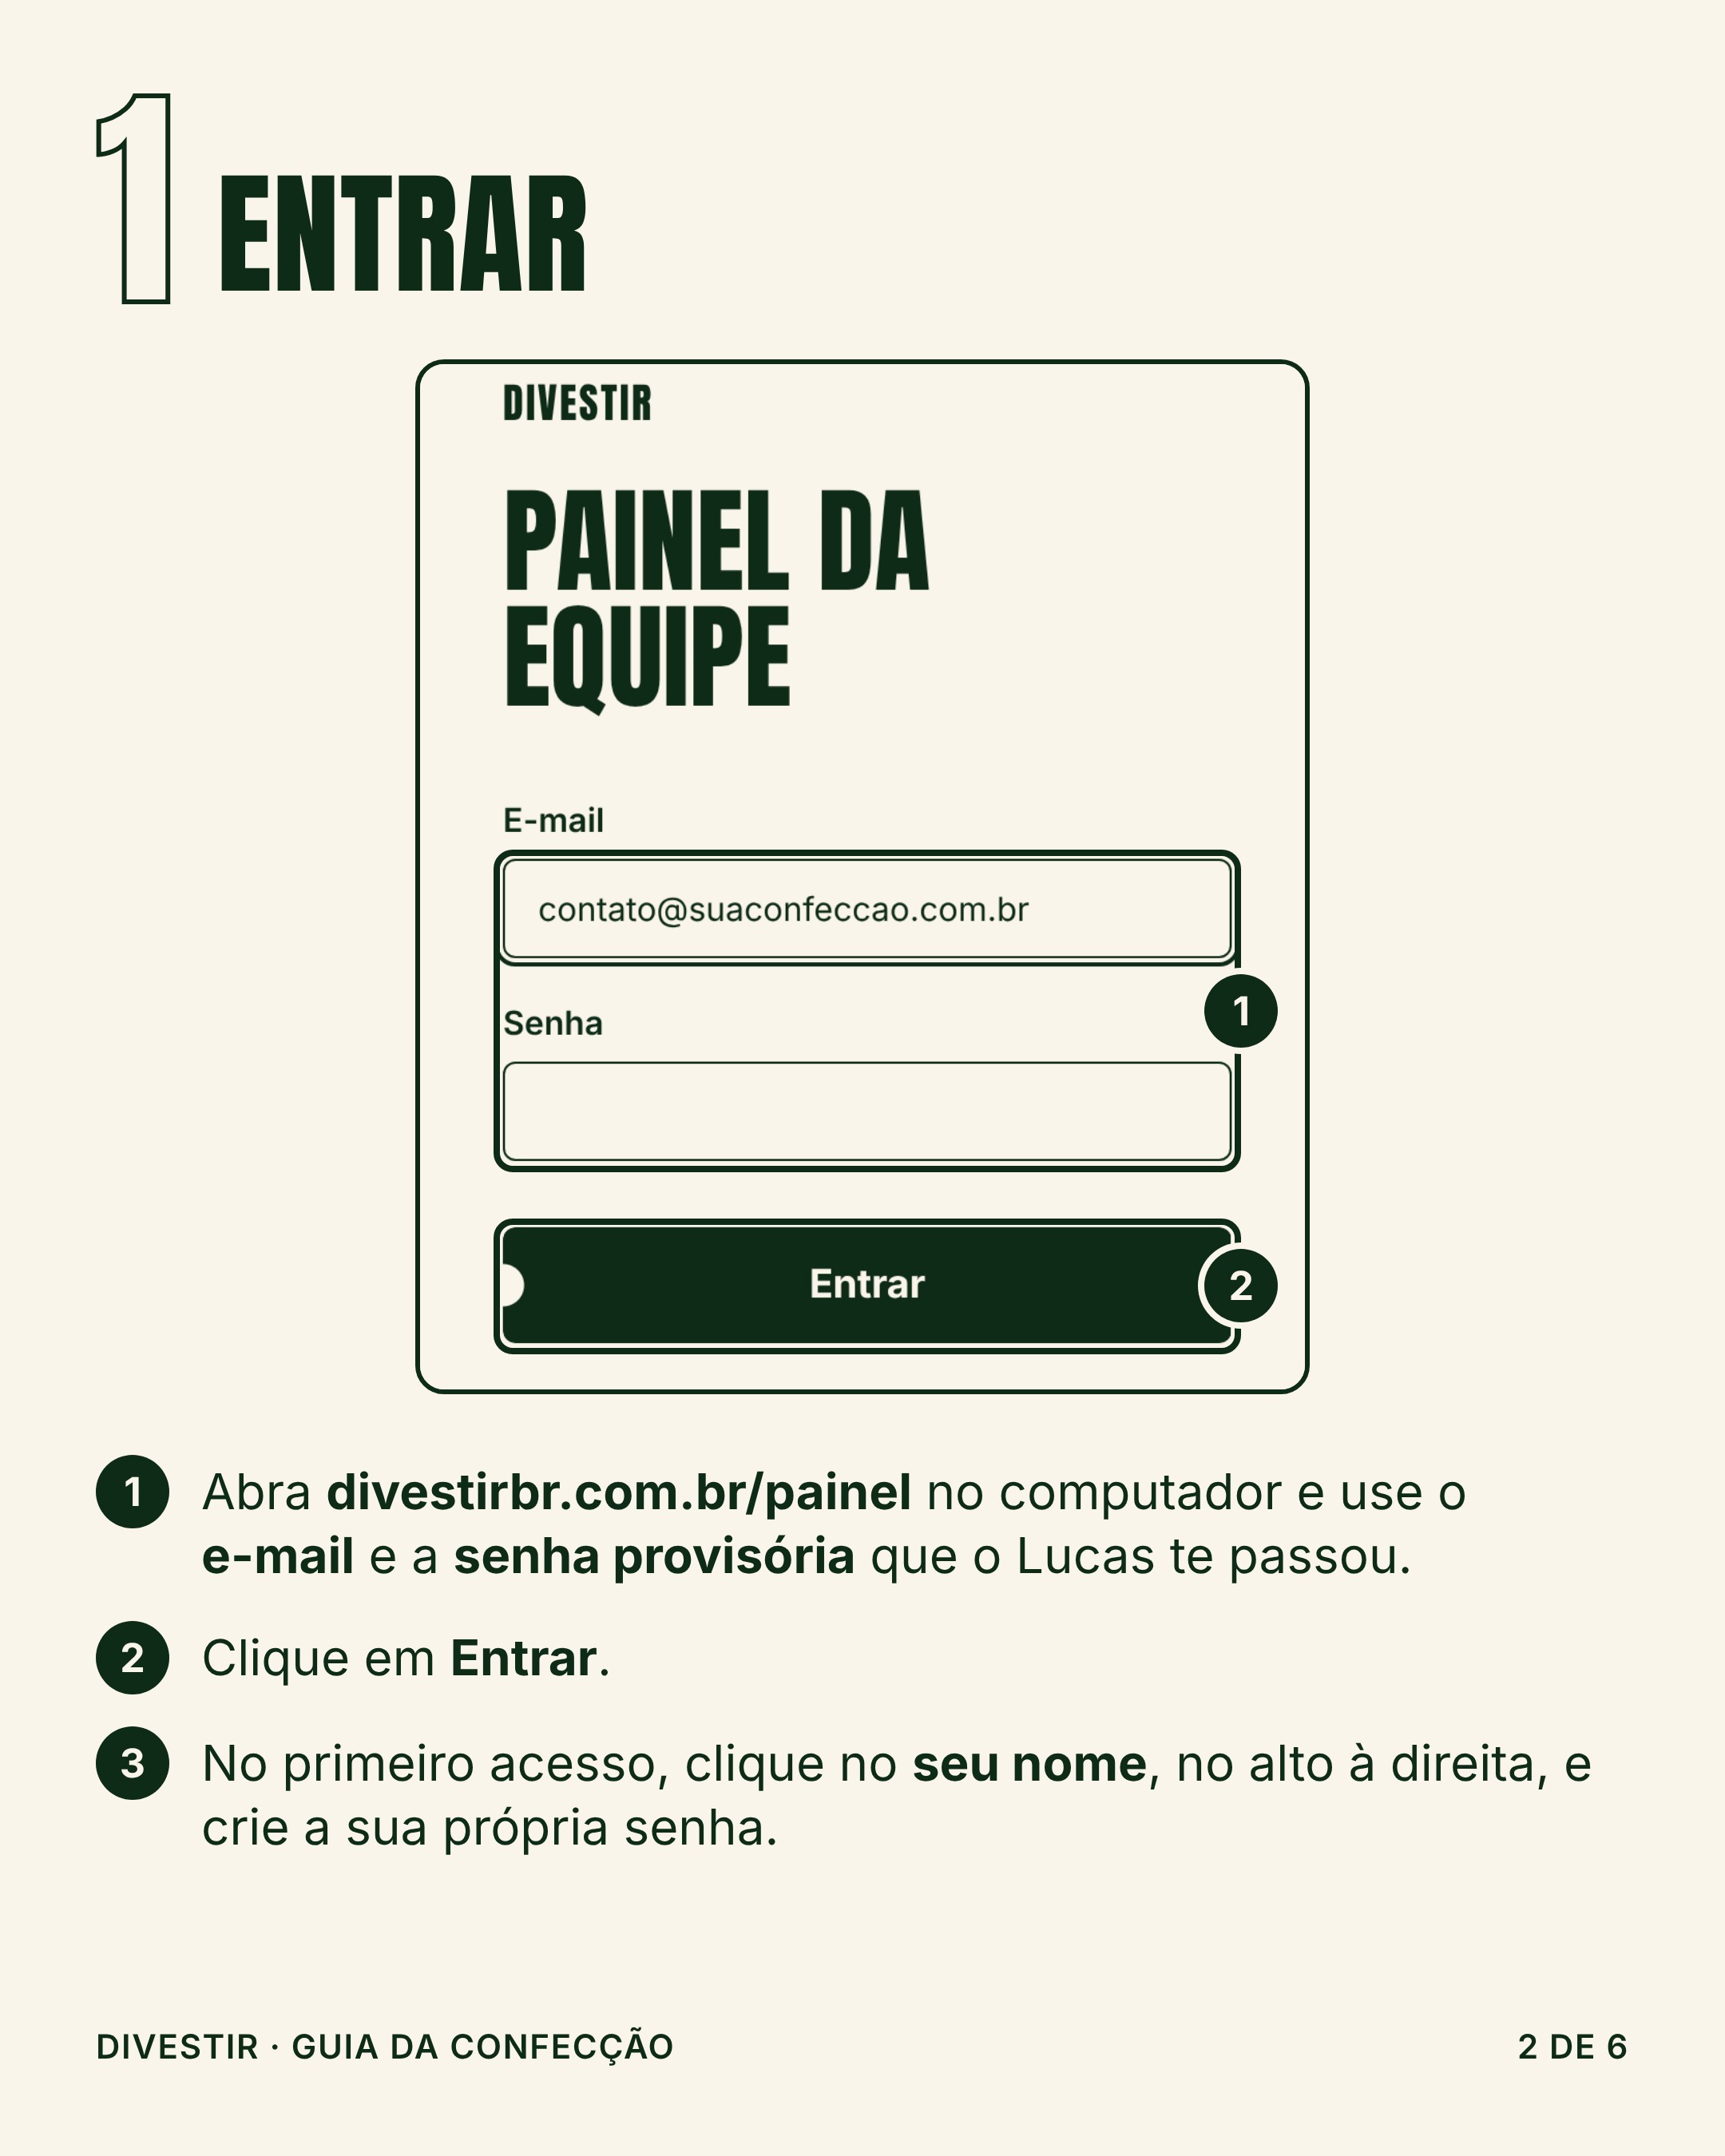 1 ENTRAR
DIVESTIR
PAINEL DA
EQUIPE
E-mail
contato@suaconfeccao.com.br
1
Senha
Entrar
2
1 Abra divestirbr.com.br/painel no computador e use o
e-mail e a senha provisória que o Lucas te passou.
2 Clique em Entrar.
3 No primeiro acesso, clique no seu nome, no alto à direita, e
crie a sua própria senha.
DIVESTIR · GUIA DA CONFECÇÃO
2 DE 6